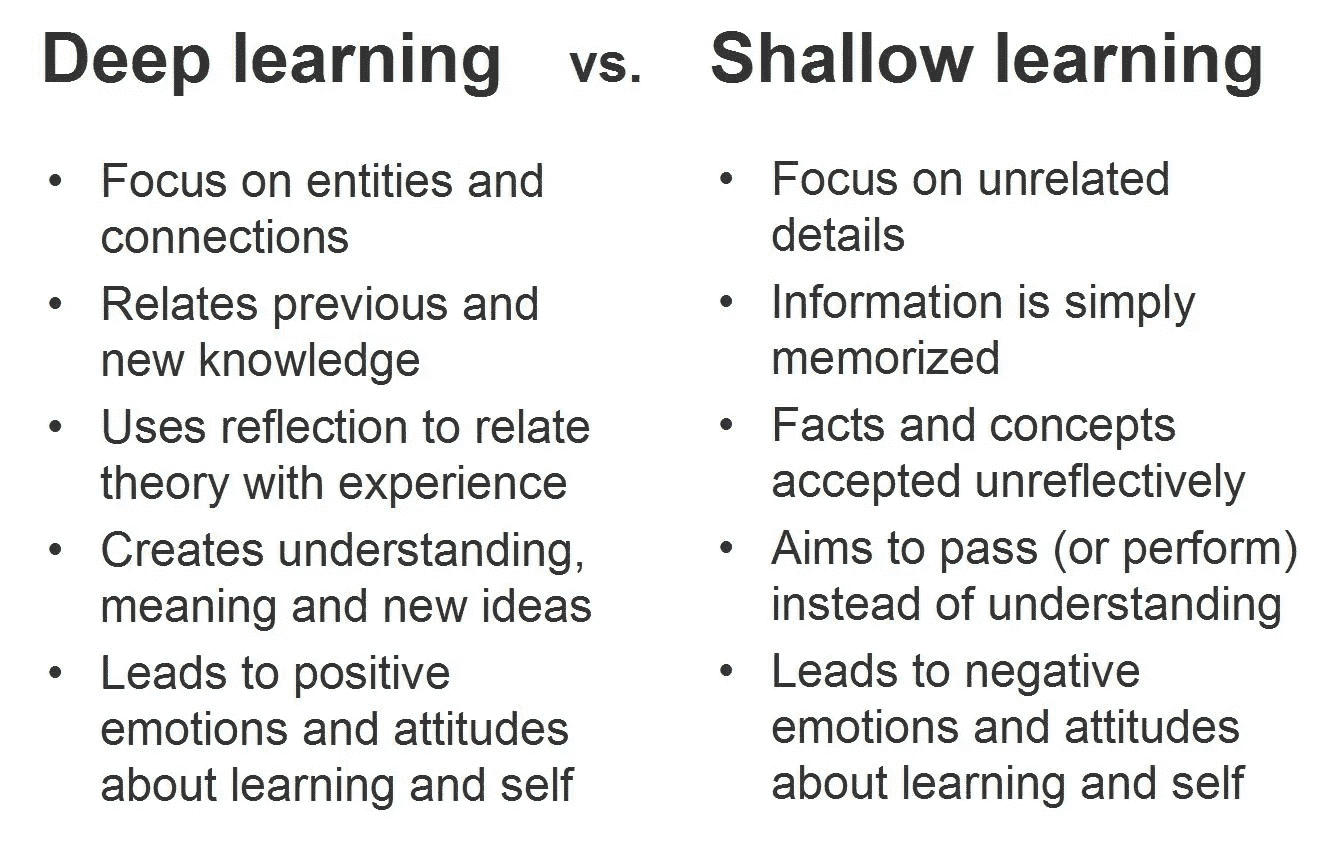 Deep learning vs. Shallow learning
• Focus on entities and
connections
• Relates previous and
new knowledge
• Uses reflection to relate
theory with experience
• Creates understanding,
meaning and new ideas
• Leads to positive
emotions and attitudes
about learning and self
• Focus on unrelated
details
• Information is simply
memorized
• Facts and concepts
accepted unreflectively
• Aims to pass (or perform)
instead of understanding
• Leads to negative
emotions and attitudes
about learning and self